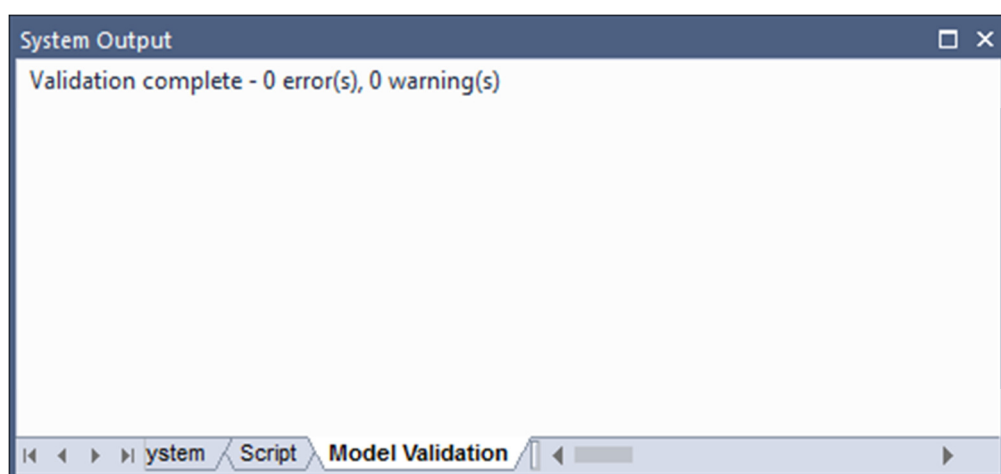 System Output
Validation complete - 0 error(s), 0 warning(s)
ystem Script Model Validation